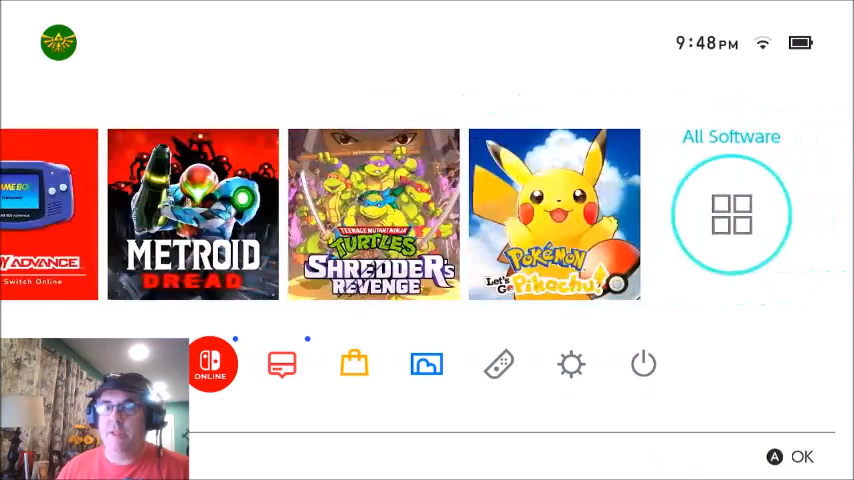 9:48 PM
All Software
GAME BOY
METROID
DREAD
TEENAGE MUTANT NINJA
TURTLES
SHREDDER'S
REVENGE
POKéMON
Let's Go Pikachu!
ADVANCE
Switch Online
ONLINE
A OK